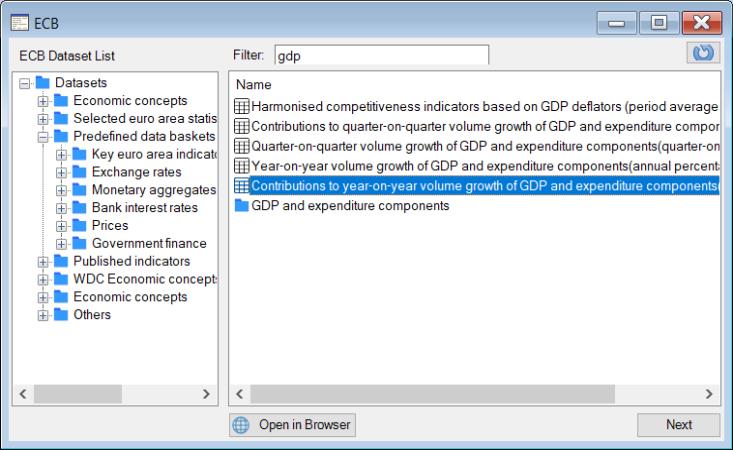 ECB
ECB Dataset List
Filter: gdp
Datasets
Economic concepts
Selected euro area statis
Predefined data baskets
Key euro area indicato
Exchange rates
Monetary aggregates
Bank interest rates
Prices
Government finance
Published indicators
WDC Economic concepts
Economic concepts
Others
Name
Harmonised competitiveness indicators based on GDP deflators (period average
Contributions to quarter-on-quarter volume growth of GDP and expenditure compor
Quarter-on-quarter volume growth of GDP and expenditure components(quarter-on
Year-on-year volume growth of GDP and expenditure components(annual percenta
Contributions to year-on-year volume growth of GDP and expenditure components(
GDP and expenditure components
Open in Browser
Next